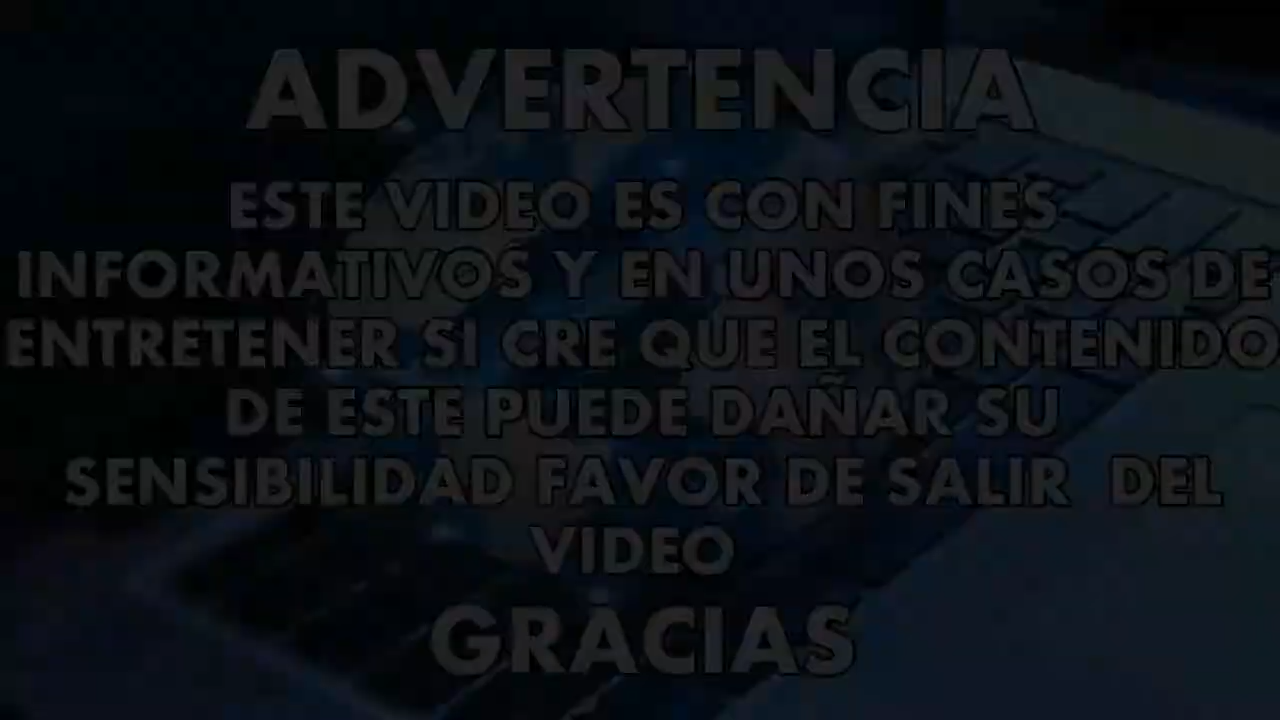 ADVERTENCIA
ESTE VIDEO ES CON FINES
INFORMATIVOS Y EN UNOS CASOS DE
ENTRETENER SI CRE QUE EL CONTENIDO
DE ESTE PUEDE DAÑAR SU
SENSIBILIDAD FAVOR DE SALIR DEL
VIDEO
GRACIAS